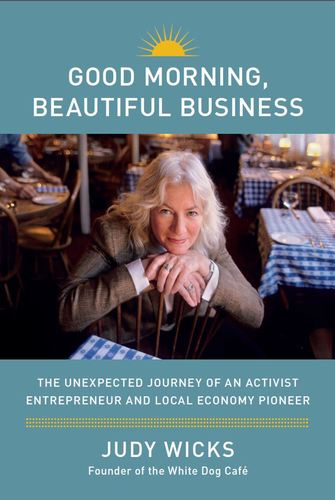 GOOD MORNING,
BEAUTIFUL BUSINESS
THE UNEXPECTED JOURNEY OF AN ACTIVIST
ENTREPRENEUR AND LOCAL ECONOMY PIONEER
JUDY WICKS
Founder of the White Dog Café